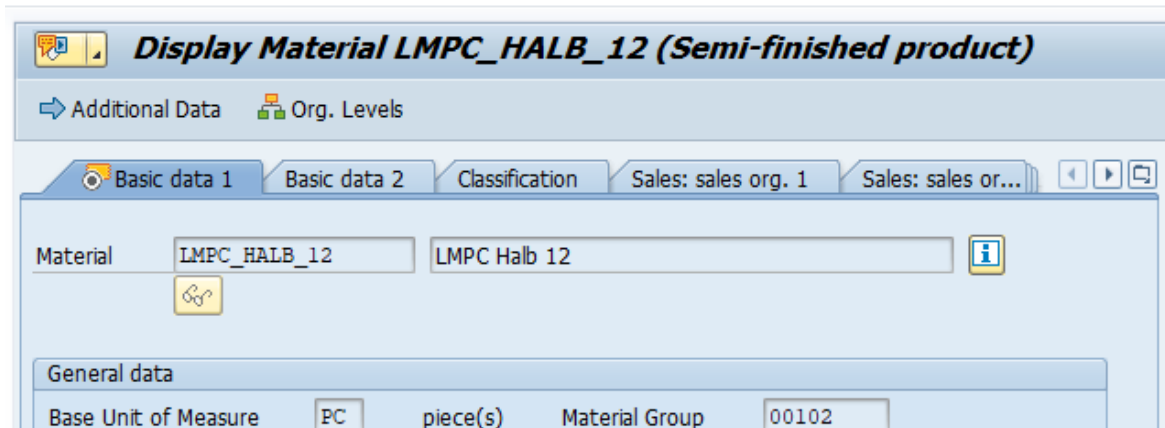 Display Material LMPC_HALB_12 (Semi-finished product)
Additional Data Org. Levels
Basic data 1 Basic data 2 Classification Sales: sales org. 1 Sales: sales or...
Material LMPC_HALB_12 LMPC Halb 12
General data
Base Unit of Measure PC piece(s) Material Group 00102